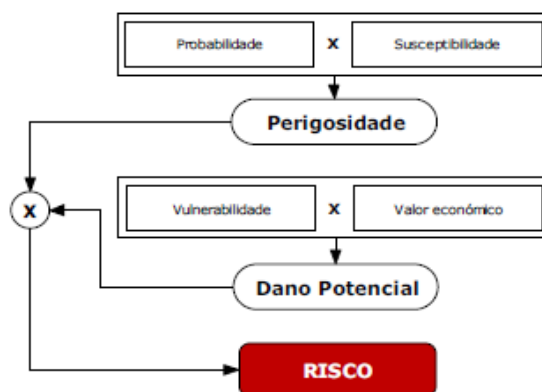 Probabilidade x Susceptibilidade
Perigosidade
Vulnerabilidade x Valor económico
X
Dano Potencial
RISCO